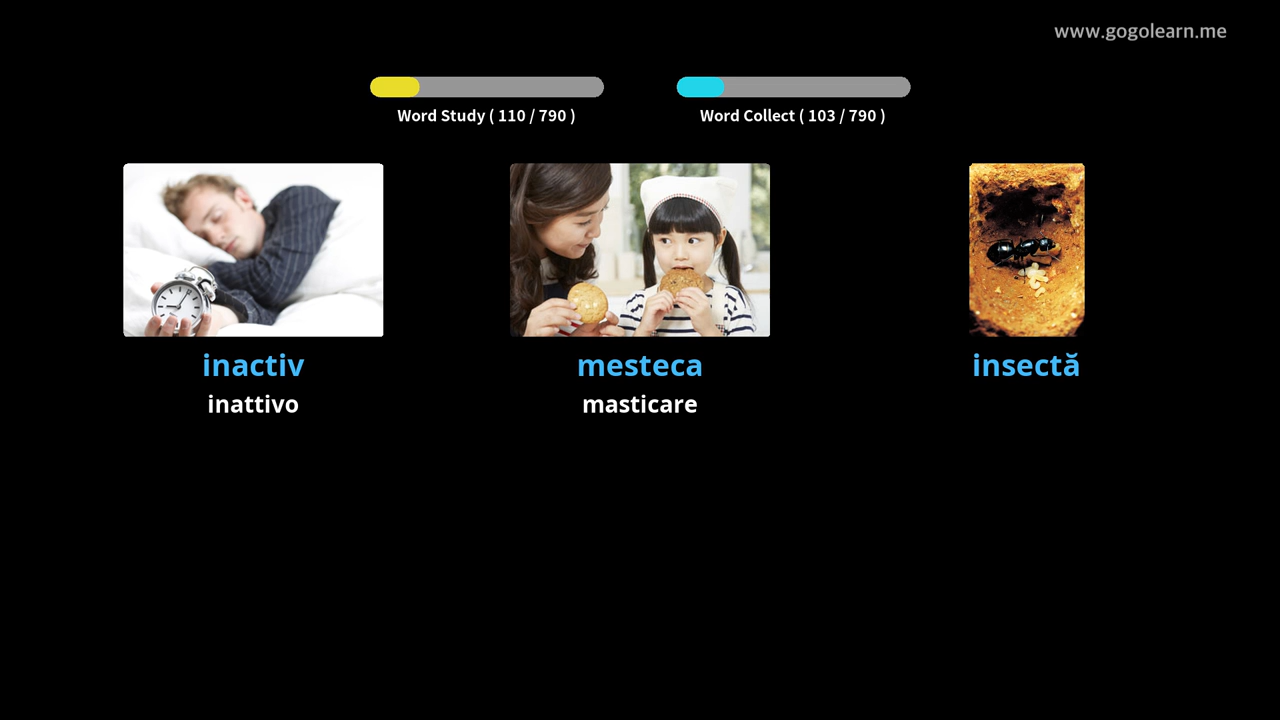 www.gogolearn.me
Word Study ( 110 / 790 )
Word Collect ( 103 / 790 )
inactiv
inattivo
mesteca
masticare
insectă